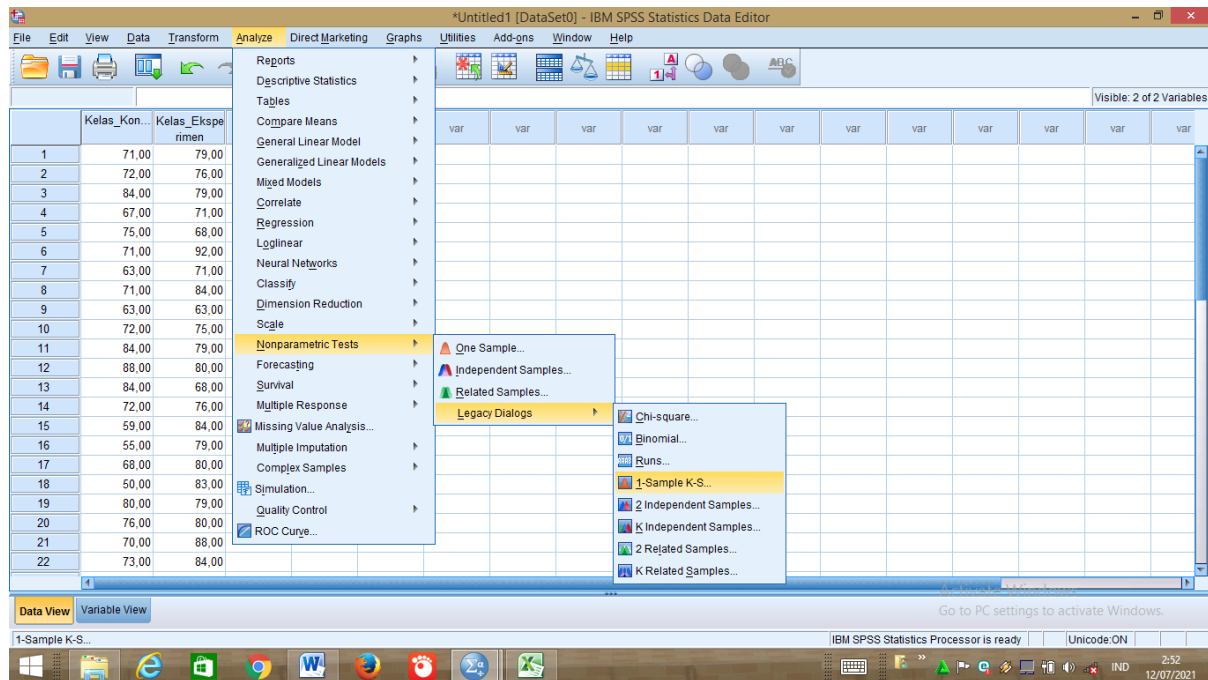 *Untitled1 [DataSet0] - IBM SPSS Statistics Data Editor
File Edit View Data Transform Analyze Direct Marketing Graphs Utilities Add-ons Window Help
Visible: 2 of 2 Variables
Kelas_Kon... Kelas_Eksperimen var var var var var var var var var var var var
1 71,00 79,00
2 72,00 76,00
3 84,00 79,00
4 67,00 71,00
5 75,00 68,00
6 71,00 92,00
7 63,00 71,00
8 71,00 84,00
9 63,00 63,00
10 72,00 75,00
11 84,00 79,00
12 88,00 80,00
13 84,00 68,00
14 72,00 76,00
15 59,00 84,00
16 55,00 79,00
17 68,00 80,00
18 50,00 83,00
19 80,00 79,00
20 76,00 80,00
21 70,00 88,00
22 73,00 84,00
Reports
Descriptive Statistics
Tables
Compare Means
General Linear Model
Generalized Linear Models
Mixed Models
Correlate
Regression
Loglinear
Neural Networks
Classify
Dimension Reduction
Scale
Nonparametric Tests
Forecasting
Survival
Multiple Response
Missing Value Analysis...
Multiple Imputation
Complex Samples
Simulation...
Quality Control
ROC Curve...
One Sample...
Independent Samples...
Related Samples...
Legacy Dialogs
Chi-square...
Binomial...
Runs...
1-Sample K-S...
2 Independent Samples...
K Independent Samples...
2 Related Samples...
K Related Samples...
Data View Variable View
Go to PC settings to activate Windows.
1-Sample K-S...
IBM SPSS Statistics Processor is ready
Unicode:ON
IND
2:52
12/07/2021